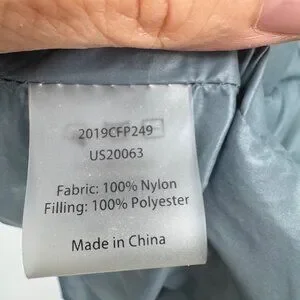 2019CFP249
US20063
Fabric: 100% Nylon
Filling: 100% Polyester
Made in China